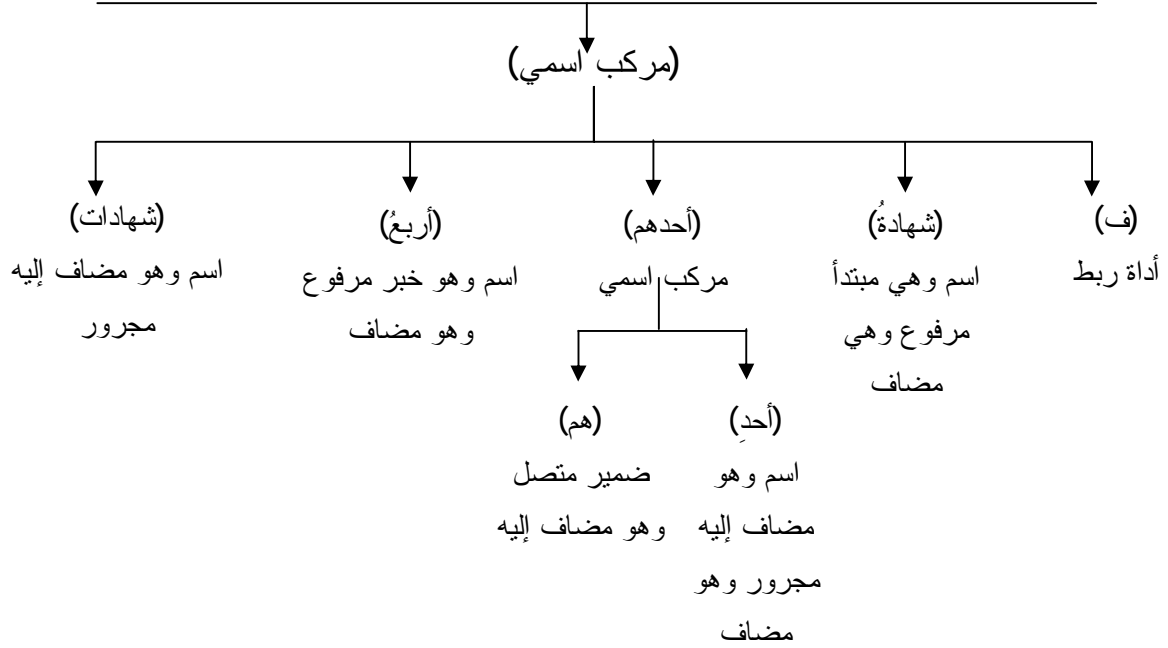 (مركب اسمي)
(ف)
أداة ربط
(شهادةُ)
اسم وهي مبتدأ
مرفوع وهي
مضاف
(أحدهم)
مركب اسمي
(أربعُ)
اسم وهو خبر مرفوع
وهو مضاف
(شهادات)
اسم وهو مضاف إليه
مجرور
(أحدِ)
اسم وهو
مضاف إليه
مجرور وهو
مضاف
(هم)
ضمير متصل
وهو مضاف إليه